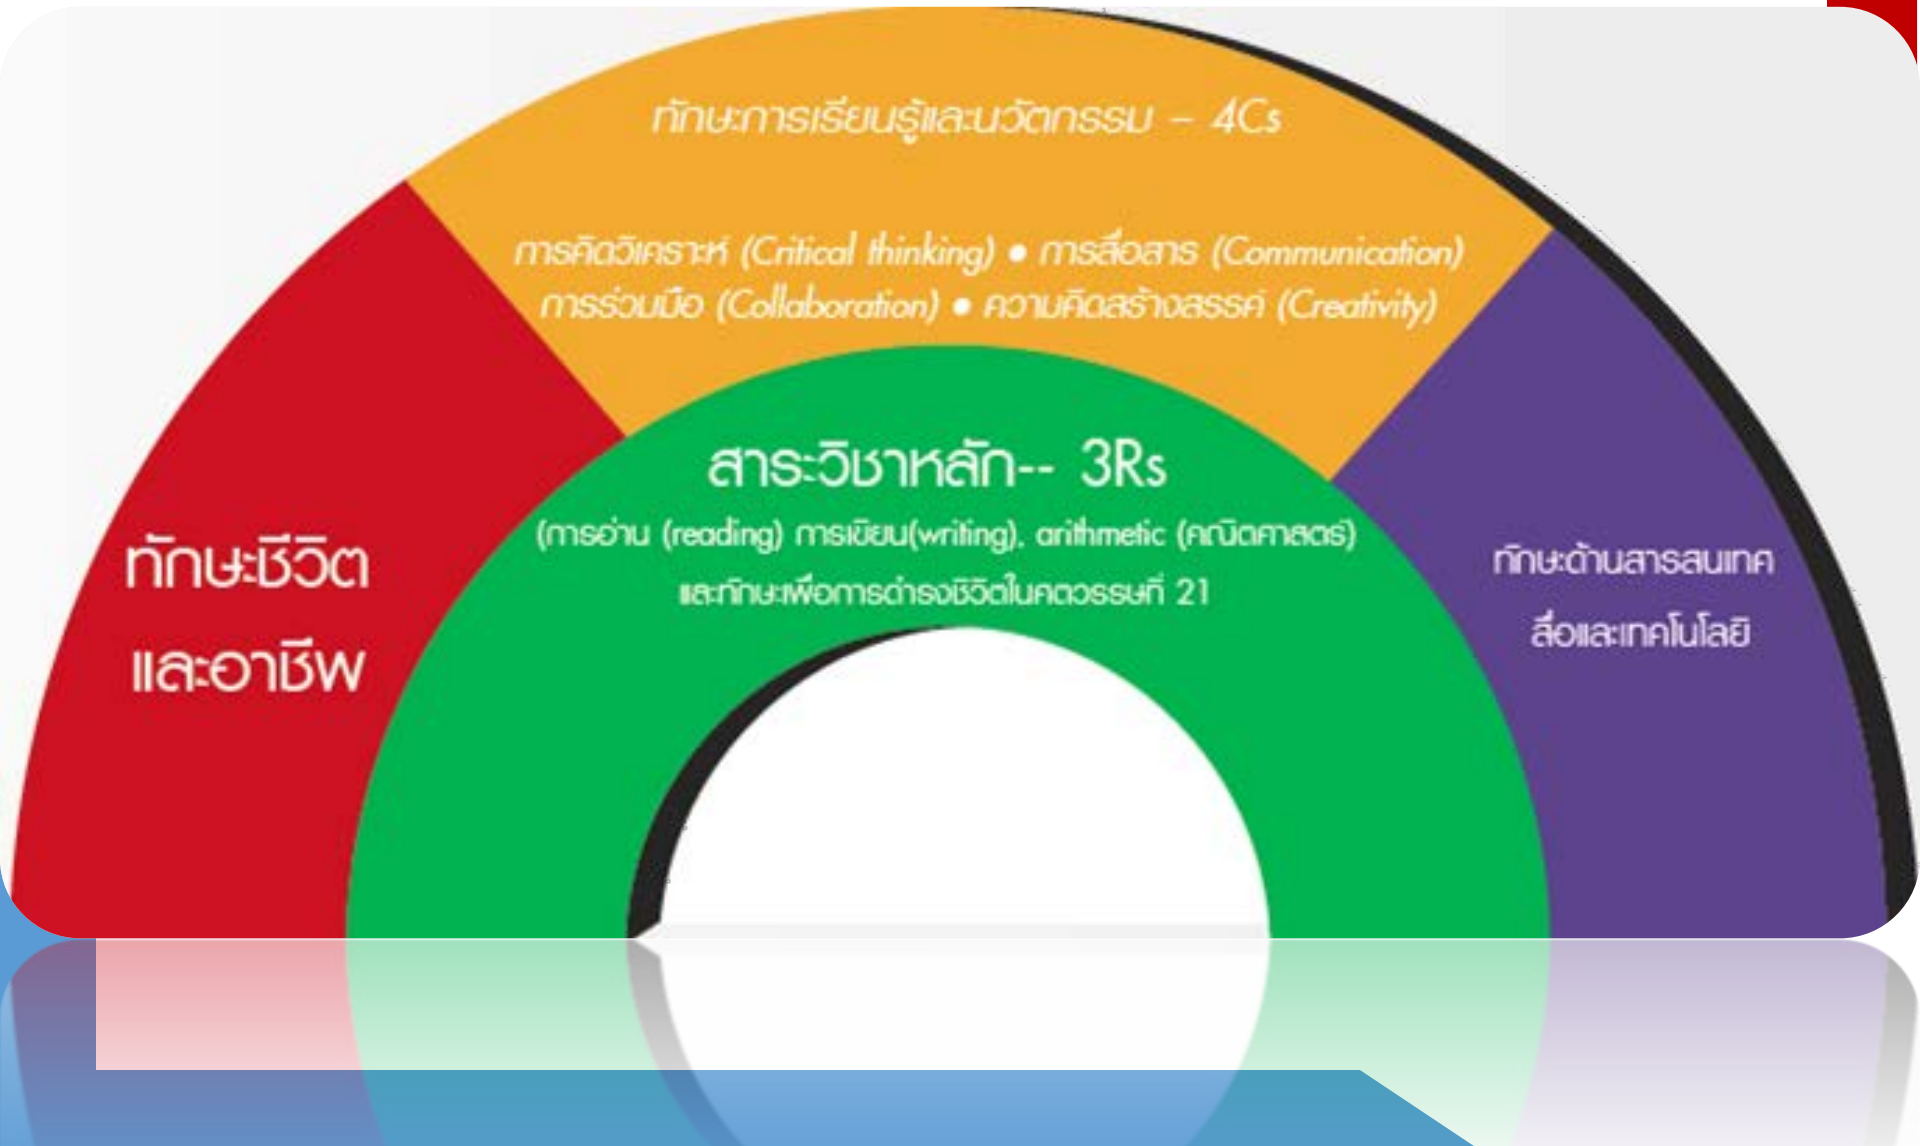 ทักษะการเรียนรู้และนวัตกรรม – 4Cs
การคิดวิเคราะห์ (Critical thinking) ● การสื่อสาร (Communication)
การร่วมมือ (Collaboration) ● ความคิดสร้างสรรค์ (Creativity)
สาระวิชาหลัก-- 3Rs
(การอ่าน (reading) การเขียน(writing), arithmetic (คณิตศาสตร์)
และทักษะเพื่อการดำรงชีวิตในศตวรรษที่ 21
ทักษะชีวิต
และอาชีพ
ทักษะด้านสารสนเทศ
สื่อและเทคโนโลยี